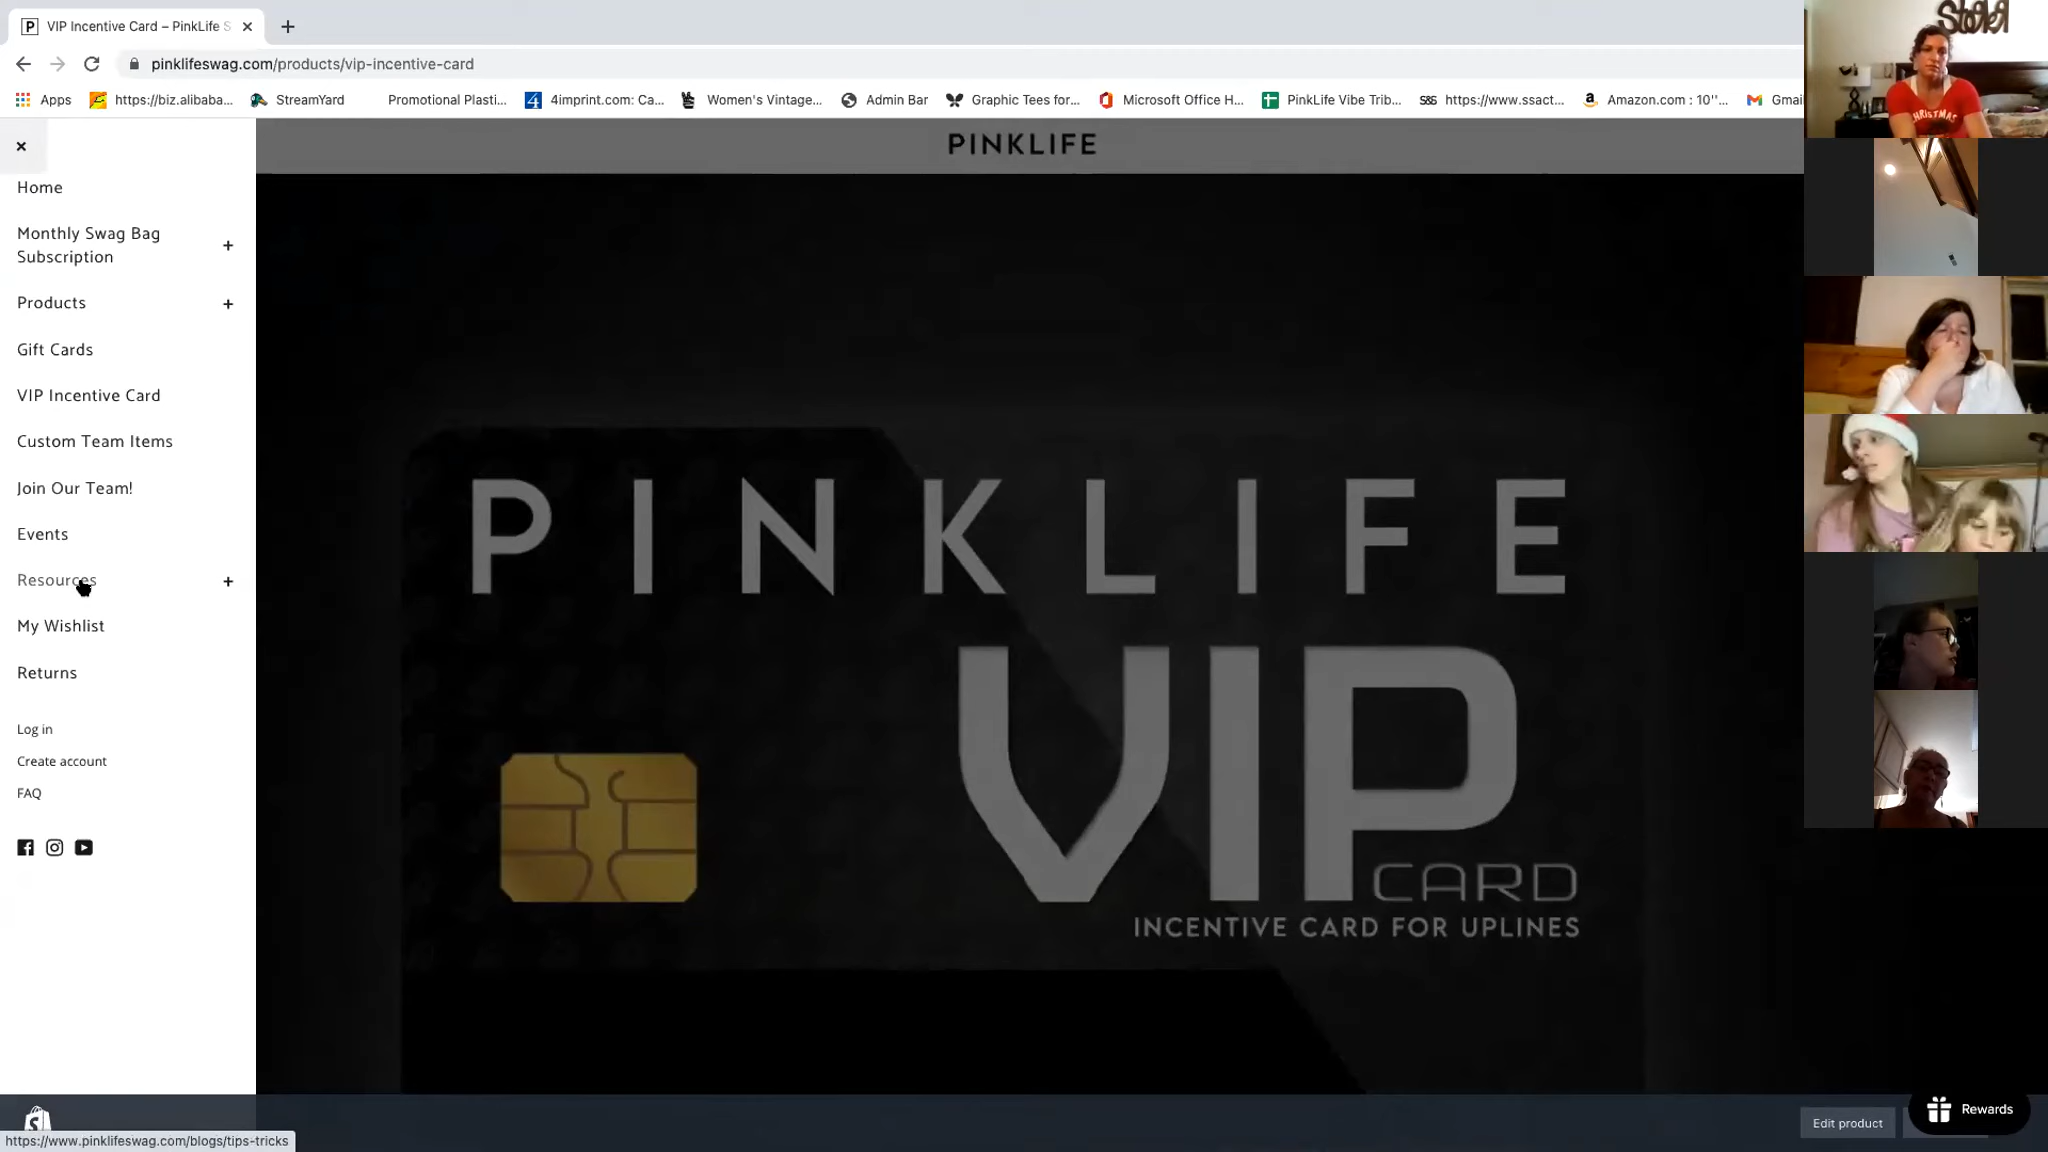 VIP Incentive Card – PinkLife S
pinklifeswag.com/products/vip-incentive-card
Apps https://biz.alibaba... StreamYard Promotional Plasti... 4imprint.com: Ca... Women's Vintage... Admin Bar Graphic Tees for... Microsoft Office H... PinkLife Vibe Trib... S&S https://www.ssact... Amazon.com : 10''... Gmai
PINKLIFE
Home
Monthly Swag Bag
Subscription +
Products +
Gift Cards
VIP Incentive Card
Custom Team Items
Join Our Team!
Events
Resources +
My Wishlist
Returns
Log in
Create account
FAQ
PINKLIFE
VIP
CARD
INCENTIVE CARD FOR UPLINES
CHRISTMAS
Edit product
Rewards
https://www.pinklifeswag.com/blogs/tips-tricks